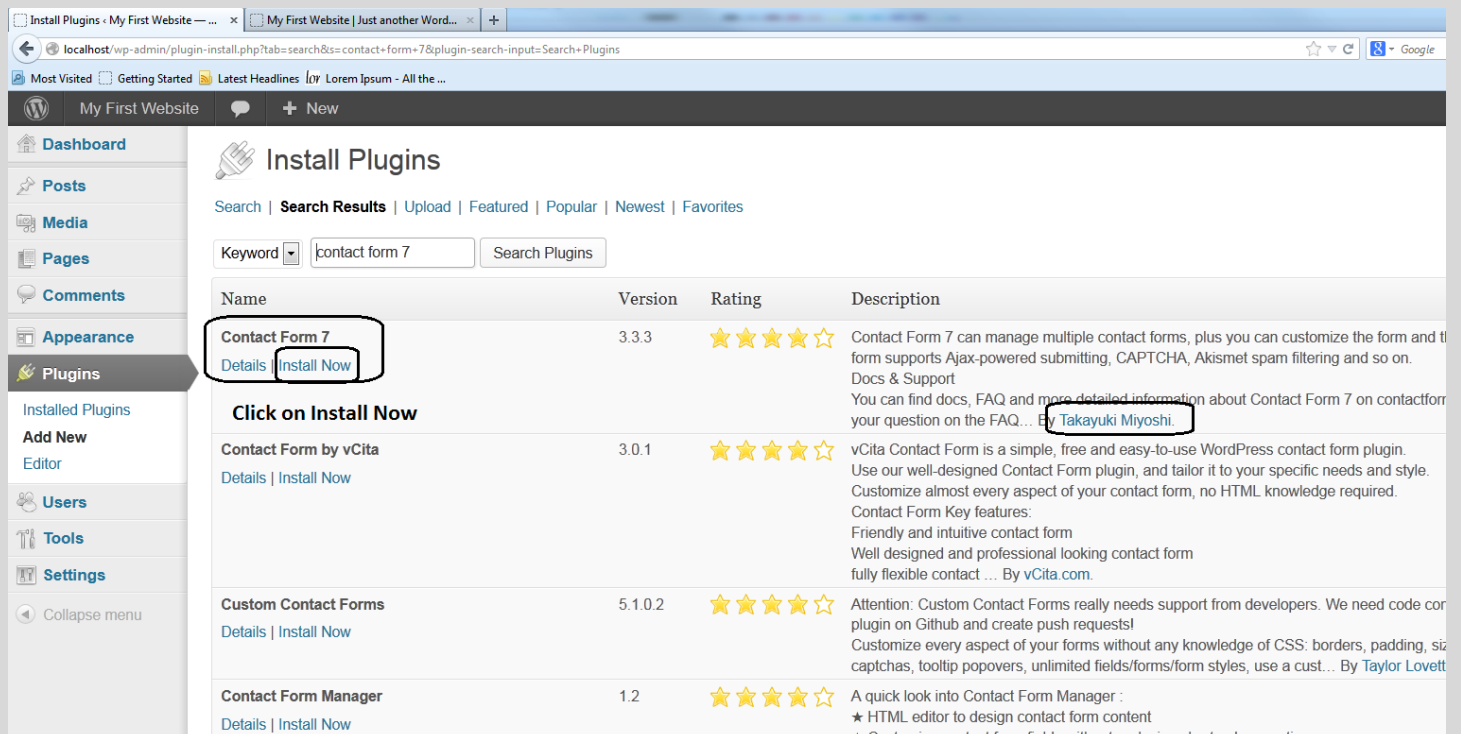 Install Plugins ‹ My First Website — ... × My First Website | Just another Word... × +
localhost/wp-admin/plugin-install.php?tab=search&s=contact+form+7&plugin-search-input=Search+Plugins Google
Most Visited Getting Started Latest Headlines Lorem Ipsum - All the ...
My First Website + New
Dashboard
Posts
Media
Pages
Comments
Appearance
Plugins
Installed Plugins
Add New
Editor
Users
Tools
Settings
Collapse menu
Install Plugins
Search | Search Results | Upload | Featured | Popular | Newest | Favorites
Keyword contact form 7 Search Plugins
Name Version Rating Description
Contact Form 7 3.3.3 Contact Form 7 can manage multiple contact forms, plus you can customize the form and
Details | Install Now form supports Ajax-powered submitting, CAPTCHA, Akismet spam filtering and so on.
Docs & Support
You can find docs, FAQ and more detailed information about Contact Form 7 on contactfor
Click on Install Now your question on the FAQ... By Takayuki Miyoshi.
Contact Form by vCita 3.0.1 vCita Contact Form is a simple, free and easy-to-use WordPress contact form plugin.
Details | Install Now Use our well-designed Contact Form plugin, and tailor it to your specific needs and style.
Customize almost every aspect of your contact form, no HTML knowledge required.
Contact Form Key features:
Friendly and intuitive contact form
Well designed and professional looking contact form
fully flexible contact ... By vCita.com.
Custom Contact Forms 5.1.0.2 Attention: Custom Contact Forms really needs support from developers. We need code cor
Details | Install Now plugin on Github and create push requests!
Customize every aspect of your forms without any knowledge of CSS: borders, padding, siz
captchas, tooltip popovers, unlimited fields/forms/form styles, use a cust... By Taylor Lovett
Contact Form Manager 1.2 A quick look into Contact Form Manager :
Details | Install Now ★ HTML editor to design contact form content